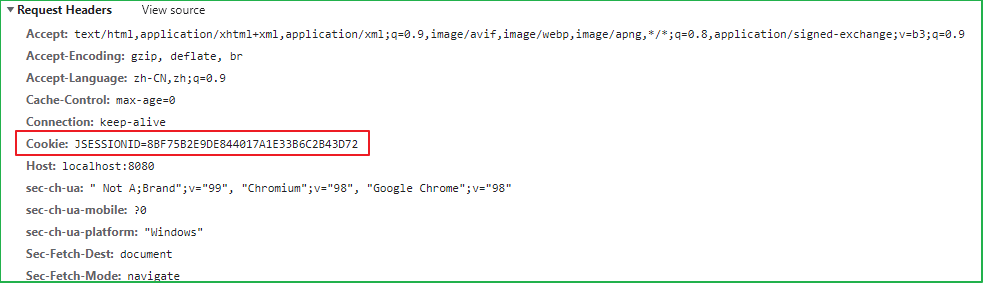 Request Headers View source
Accept: text/html,application/xhtml+xml,application/xml;q=0.9,image/avif,image/webp,image/apng,*/*;q=0.8,application/signed-exchange;v=b3;q=0.9
Accept-Encoding: gzip, deflate, br
Accept-Language: zh-CN,zh;q=0.9
Cache-Control: max-age=0
Connection: keep-alive
Cookie: JSESSIONID=8BF75B2E9DE844017A1E33B6C2B43D72
Host: localhost:8080
sec-ch-ua: " Not A;Brand";v="99", "Chromium";v="98", "Google Chrome";v="98"
sec-ch-ua-mobile: ?0
sec-ch-ua-platform: "Windows"
Sec-Fetch-Dest: document
Sec-Fetch-Mode: navigate